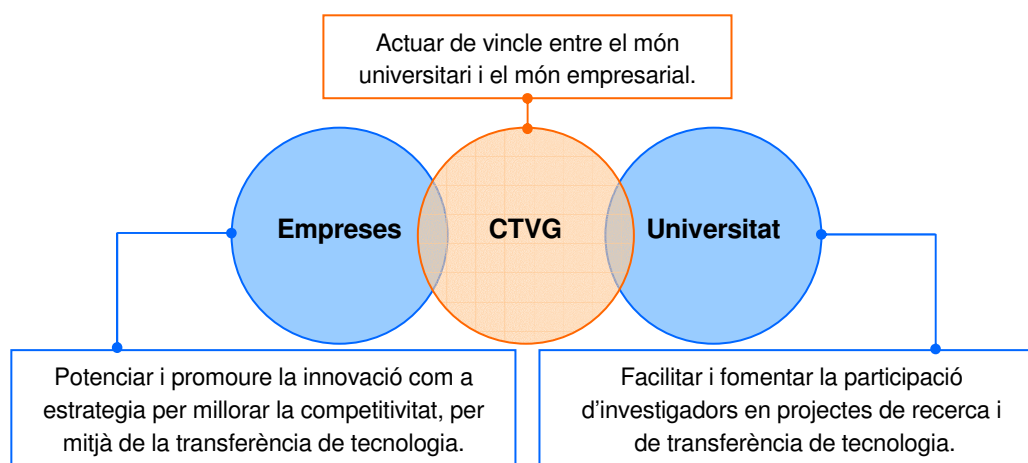 Actuar de vincle entre el món
universitari i el món empresarial.
Empreses
CTVG
Universitat
Potenciar i promoure la innovació com a
estrategia per millorar la competitivitat, per
mitjà de la transferència de tecnologia.
Facilitar i fomentar la participació
d’investigadors en projectes de recerca i
de transferència de tecnologia.